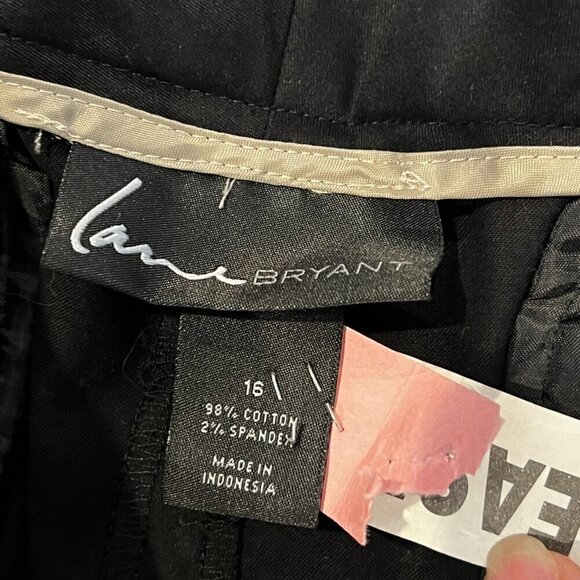 Lane BRYANT
16
98% COTTON
2% SPANDEX
MADE IN
INDONESIA